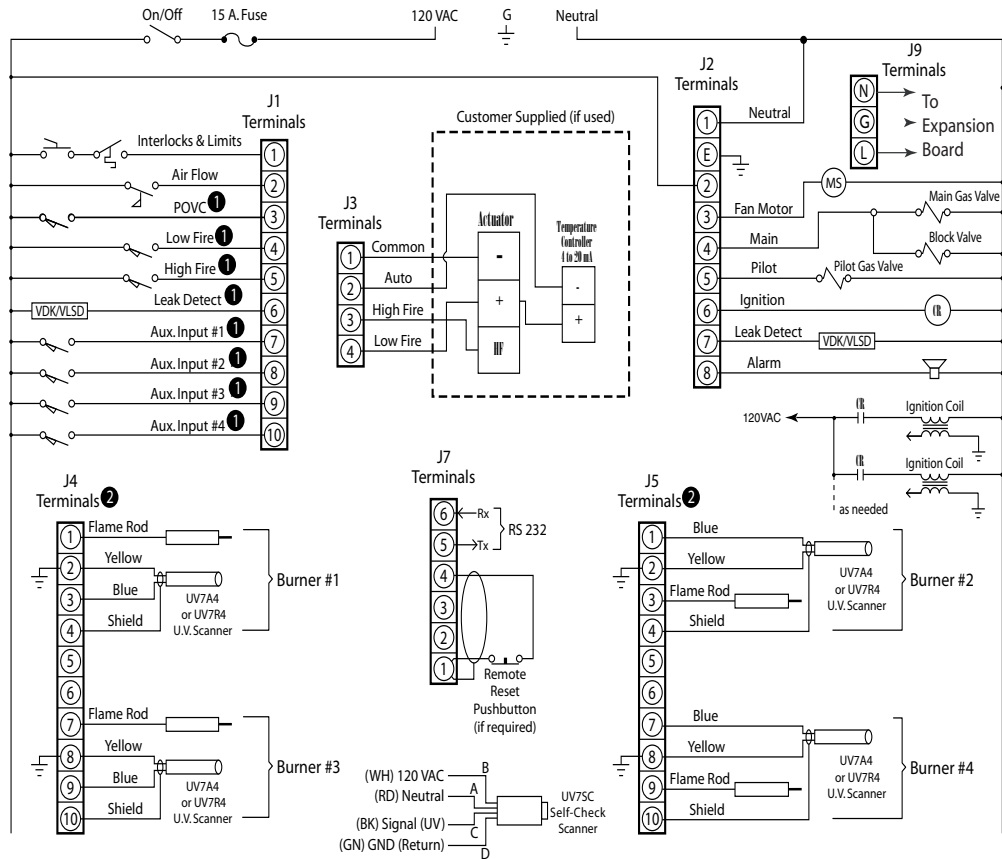 On/Off
15 A. Fuse
120 VAC
G
Neutral
J1
Terminals
Interlocks & Limits
1
Air Flow
2
POVC 1
3
Low Fire 1
4
High Fire 1
5
Leak Detect 1
VDK/VLSD
6
Aux. Input #1 1
7
Aux. Input #2 1
8
Aux. Input #3 1
9
Aux. Input #4 1
10
J3
Terminals
Common
1
Auto
2
High Fire
3
Low Fire
4
Customer Supplied (if used)
Actuator
-
+
HF
Temperature
Controller
4 to 20 mA
-
+
J2
Terminals
1
Neutral
E
2
3
Fan Motor
MS
4
Main
Main Gas Valve
Block Valve
5
Pilot
Pilot Gas Valve
6
Ignition
CR
7
Leak Detect
VDK/VLSD
8
Alarm
J9
Terminals
N
G
L
To
Expansion
Board
120VAC
CR
Ignition Coil
CR
Ignition Coil
as needed
J4
Terminals 2
1
Flame Rod
2
Yellow
3
Blue
4
Shield
UV7A4
or UV7R4
U.V. Scanner
Burner #1
5
6
7
Flame Rod
8
Yellow
9
Blue
10
Shield
UV7A4
or UV7R4
U.V. Scanner
Burner #3
J7
Terminals
6
Rx
5
Tx
RS 232
4
3
2
1
Remote
Reset
Pushbutton
(if required)
(WH) 120 VAC
B
(RD) Neutral
A
(BK) Signal (UV)
C
(GN) GND (Return)
D
UV7SC
Self-Check
Scanner
J5
Terminals 2
1
Blue
2
Yellow
3
Flame Rod
4
Shield
UV7A4
or UV7R4
U.V. Scanner
Burner #2
5
6
7
Blue
8
Yellow
9
Flame Rod
10
Shield
UV7A4
or UV7R4
U.V. Scanner
Burner #4